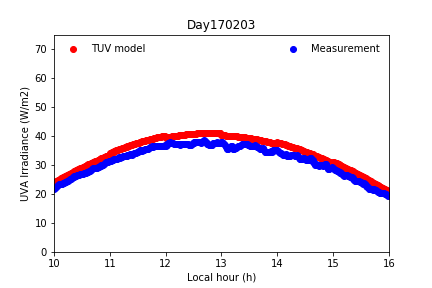 Day170203
TUV model
Measurement
UVA Irradiance (W/m2)
70
60
50
40
30
20
10
0
10 11 12 13 14 15 16
Local hour (h)